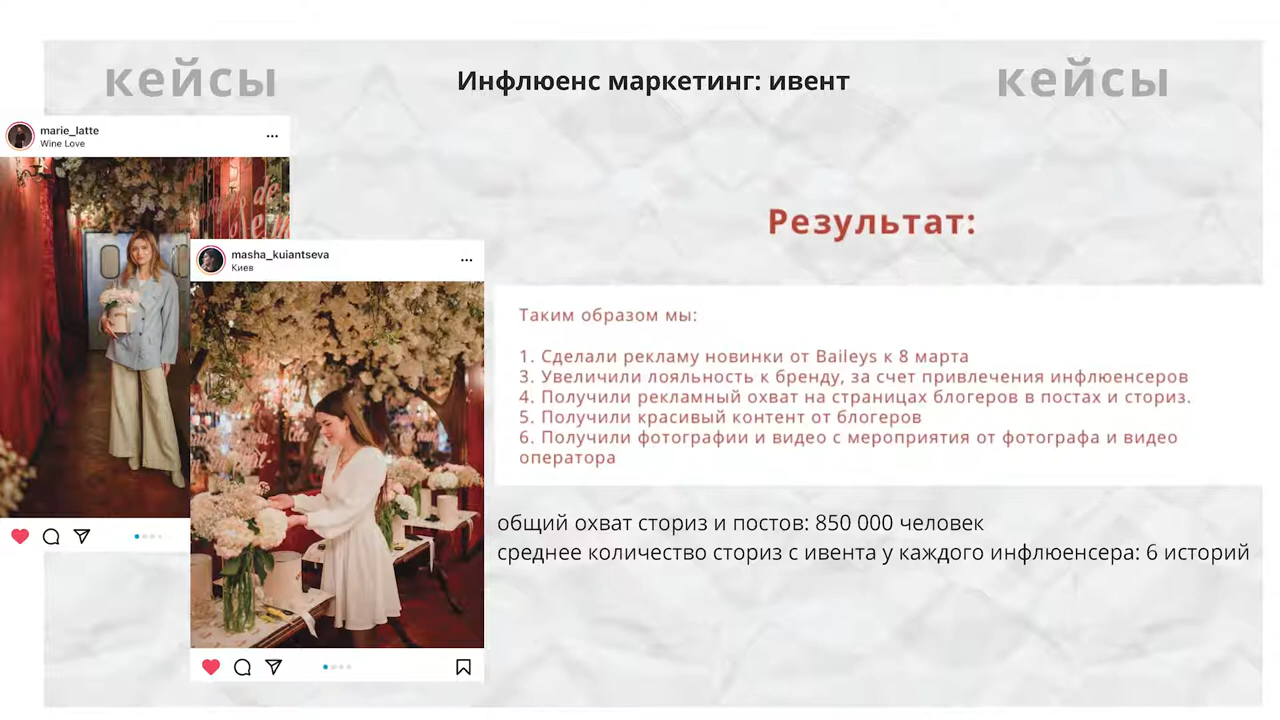 кейсы
Инфлюенс маркетинг: ивент
кейсы
marie_latte
Wine Love
de
masha_kuiantseva
Киев
Результат:
Таким образом мы:
1. Сделали рекламу новинки от Baileys к 8 марта
3. Увеличили лояльность к бренду, за счет привлечения инфлюенсеров
4. Получили рекламный охват на страницах блогеров в постах и сториз.
5. Получили красивый контент от блогеров
6. Получили фотографии и видео с мероприятия от фотографа и видео
оператора
общий охват сториз и постов: 850 000 человек
среднее количество сториз с ивента у каждого инфлюенсера: 6 историй